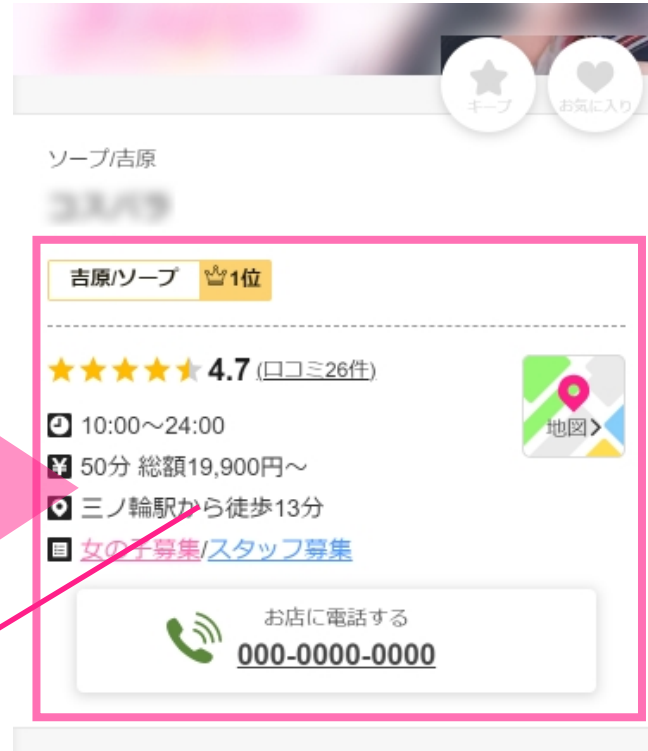 キープ
お気に入り
ソープ/吉原
吉原/ソープ 1位
4.7 (口コミ26件)
10:00～24:00
地図
50分 総額19,900円～
三ノ輪駅から徒歩13分
女の子募集/スタッフ募集
お店に電話する
000-0000-0000